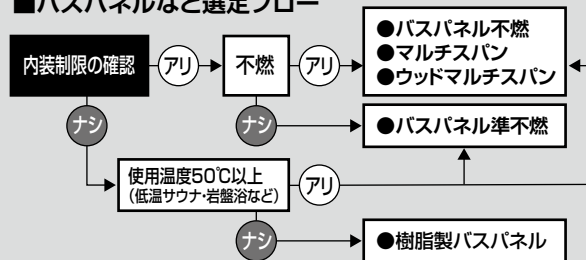 ■バスパネルなど選定フロー
内装制限の確認
アリ
不燃
アリ
●バスパネル不燃
●マルチスパン
●ウッドマルチスパン
ナシ
ナシ
●バスパネル準不燃
使用温度50℃以上
(低温サウナ・岩盤浴など)
アリ
ナシ
●樹脂製バスパネル